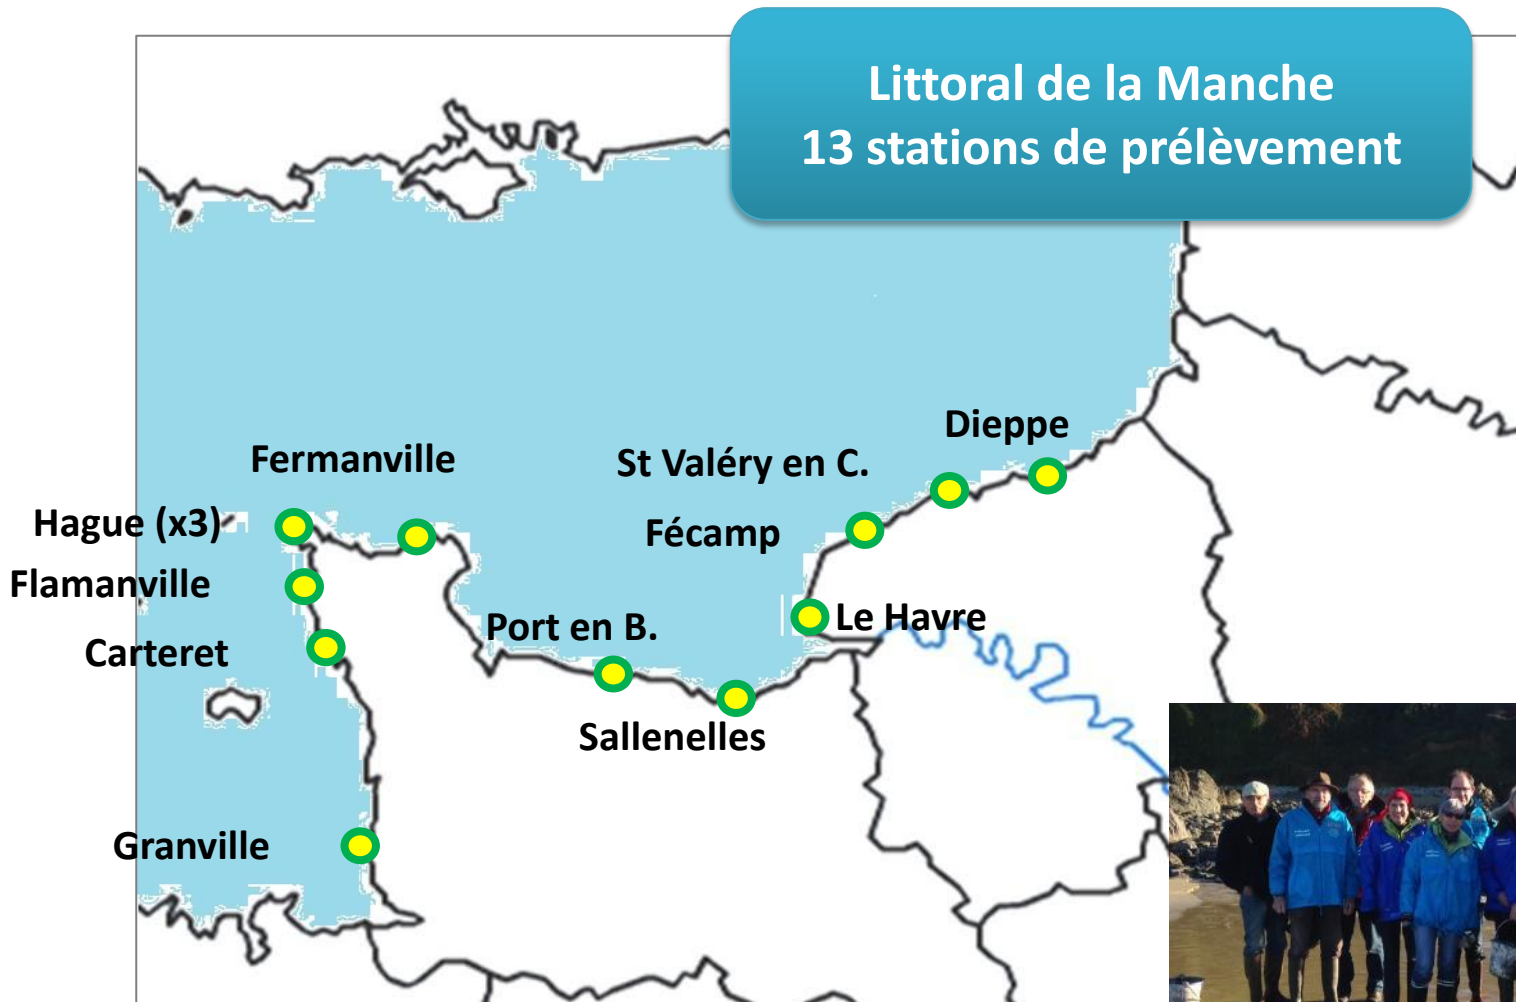 Littoral de la Manche
13 stations de prélèvement
Dieppe
Fermanville
St Valéry en C.
Hague (x3)
Fécamp
Flamanville
Le Havre
Port en B.
Carteret
Sallenelles
Granville